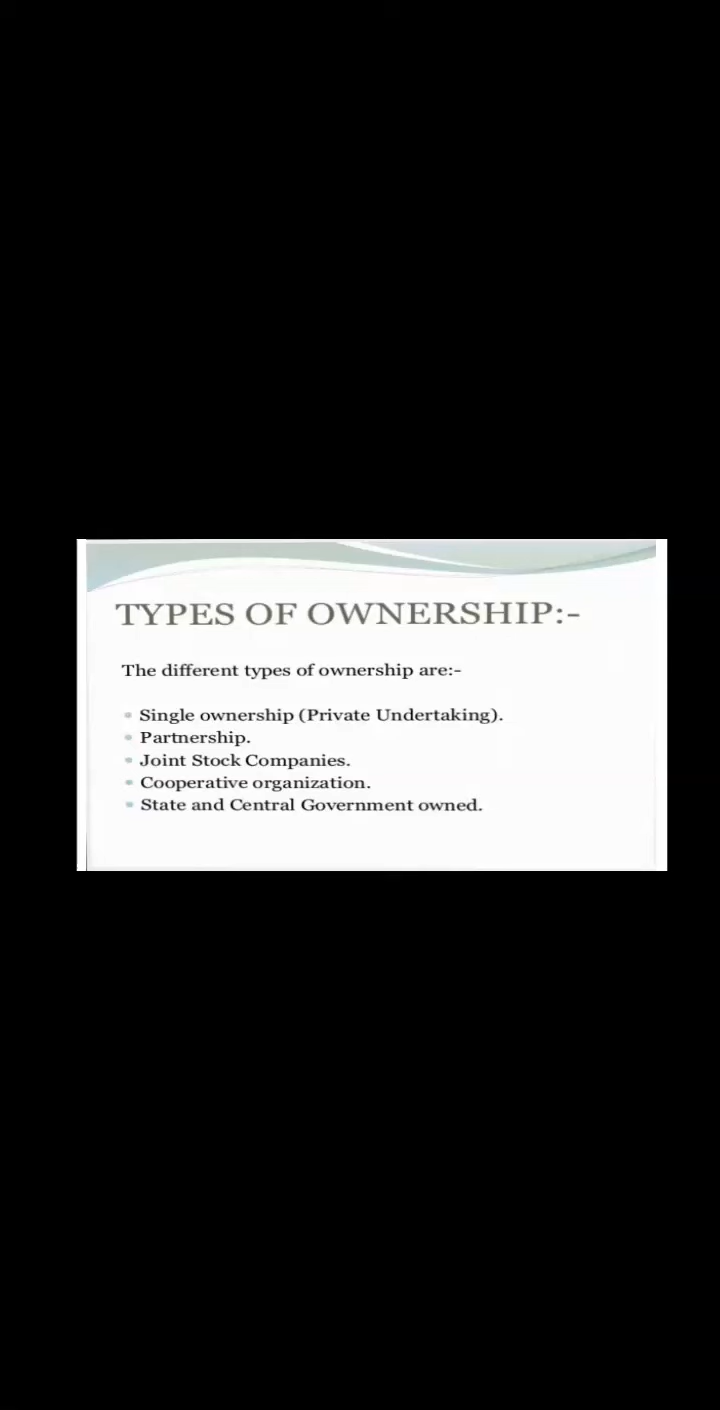 TYPES OF OWNERSHIP:-
The different types of ownership are:-
Single ownership (Private Undertaking).
Partnership.
Joint Stock Companies.
Cooperative organization.
State and Central Government owned.